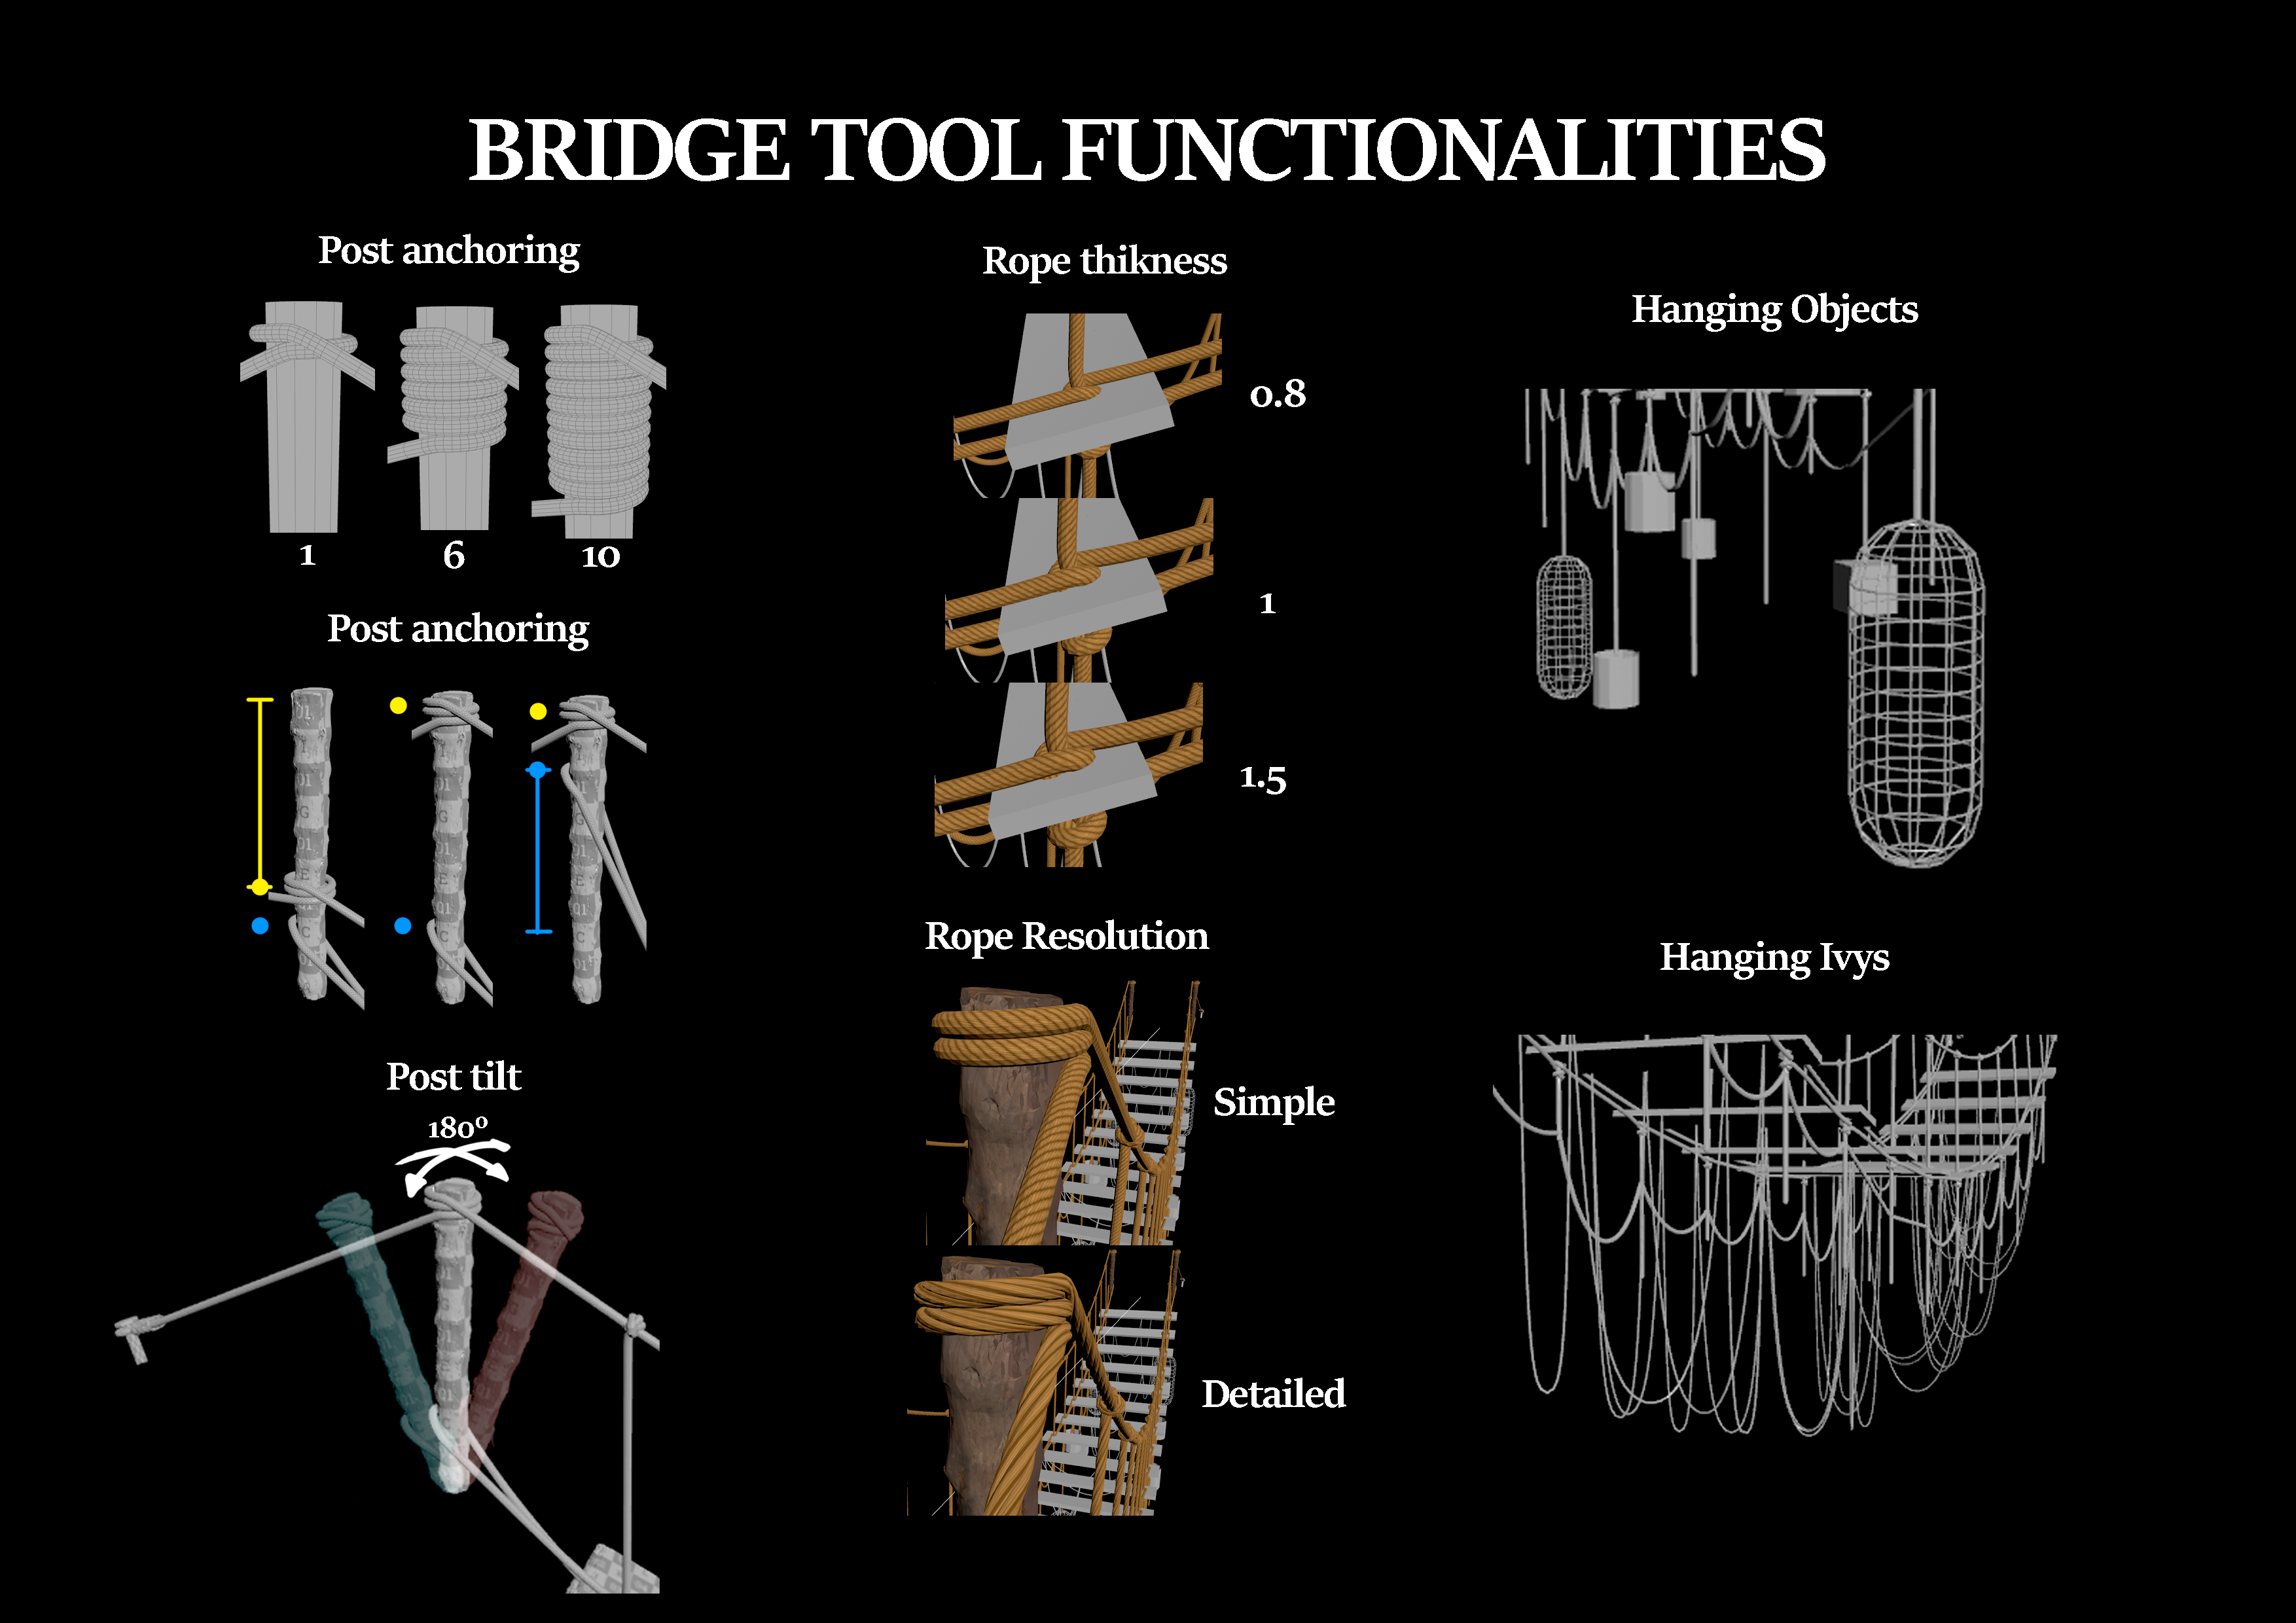 BRIDGE TOOL FUNCTIONALITIES
Post anchoring
1 6 10
Post anchoring
Post tilt
180º
Rope thikness
0.8
1
1.5
Rope Resolution
Simple
Detailed
Hanging Objects
Hanging Ivys